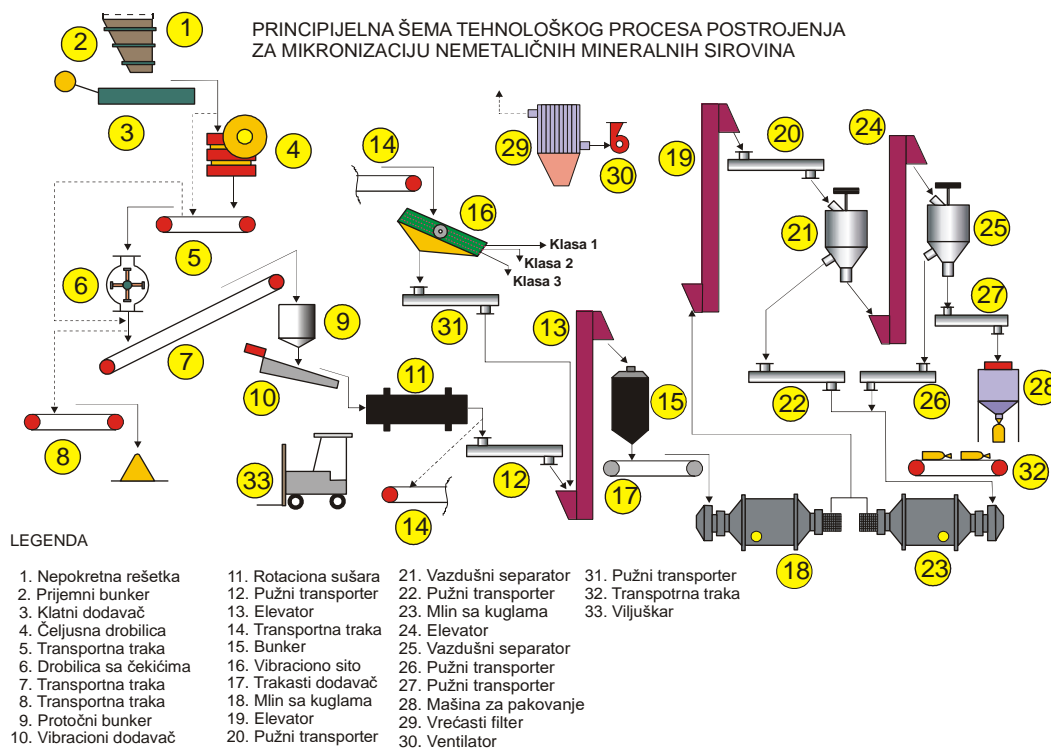 PRINCIPIJELNA ŠEMA TEHNOLOŠKOG PROCESA POSTROJENJA
ZA MIKRONIZACIJU NEMETALIČNIH MINERALNIH SIROVINA
1
2
3
4
5
6
7
8
9
10
11
12
13
14
14
15
16
Klasa 1
Klasa 2
Klasa 3
17
18
19
20
21
22
23
24
25
26
27
28
29
30
31
32
33
LEGENDA
1. Nepokretna rešetka
2. Prijemni bunker
3. Klatni dodavač
4. Čeljusna drobilica
5. Transportna traka
6. Drobilica sa čekićima
7. Transportna traka
8. Transportna traka
9. Protočni bunker
10. Vibracioni dodavač
11. Rotaciona sušara
12. Pužni transporter
13. Elevator
14. Transportna traka
15. Bunker
16. Vibraciono sito
17. Trakasti dodavač
18. Mlin sa kuglama
19. Elevator
20. Pužni transporter
21. Vazdušni separator
22. Pužni transporter
23. Mlin sa kuglama
24. Elevator
25. Vazdušni separator
26. Pužni transporter
27. Pužni transporter
28. Mašina za pakovanje
29. Vrećasti filter
30. Ventilator
31. Pužni transporter
32. Transpotrna traka
33. Viljuškar